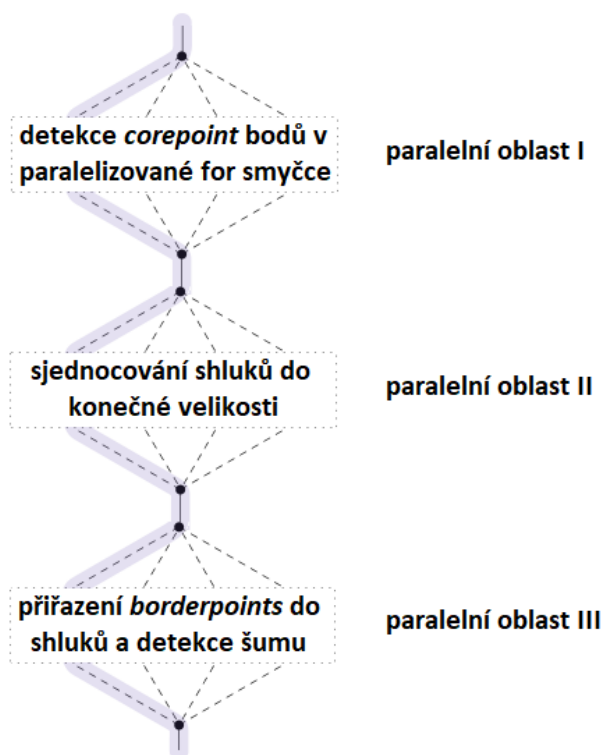 detekce corepoint bodů v
paralelizované for smyčce
paralelní oblast I
sjednocování shluků do
konečné velikosti
paralelní oblast II
přiřazení borderpoints do
shluků a detekce šumu
paralelní oblast III